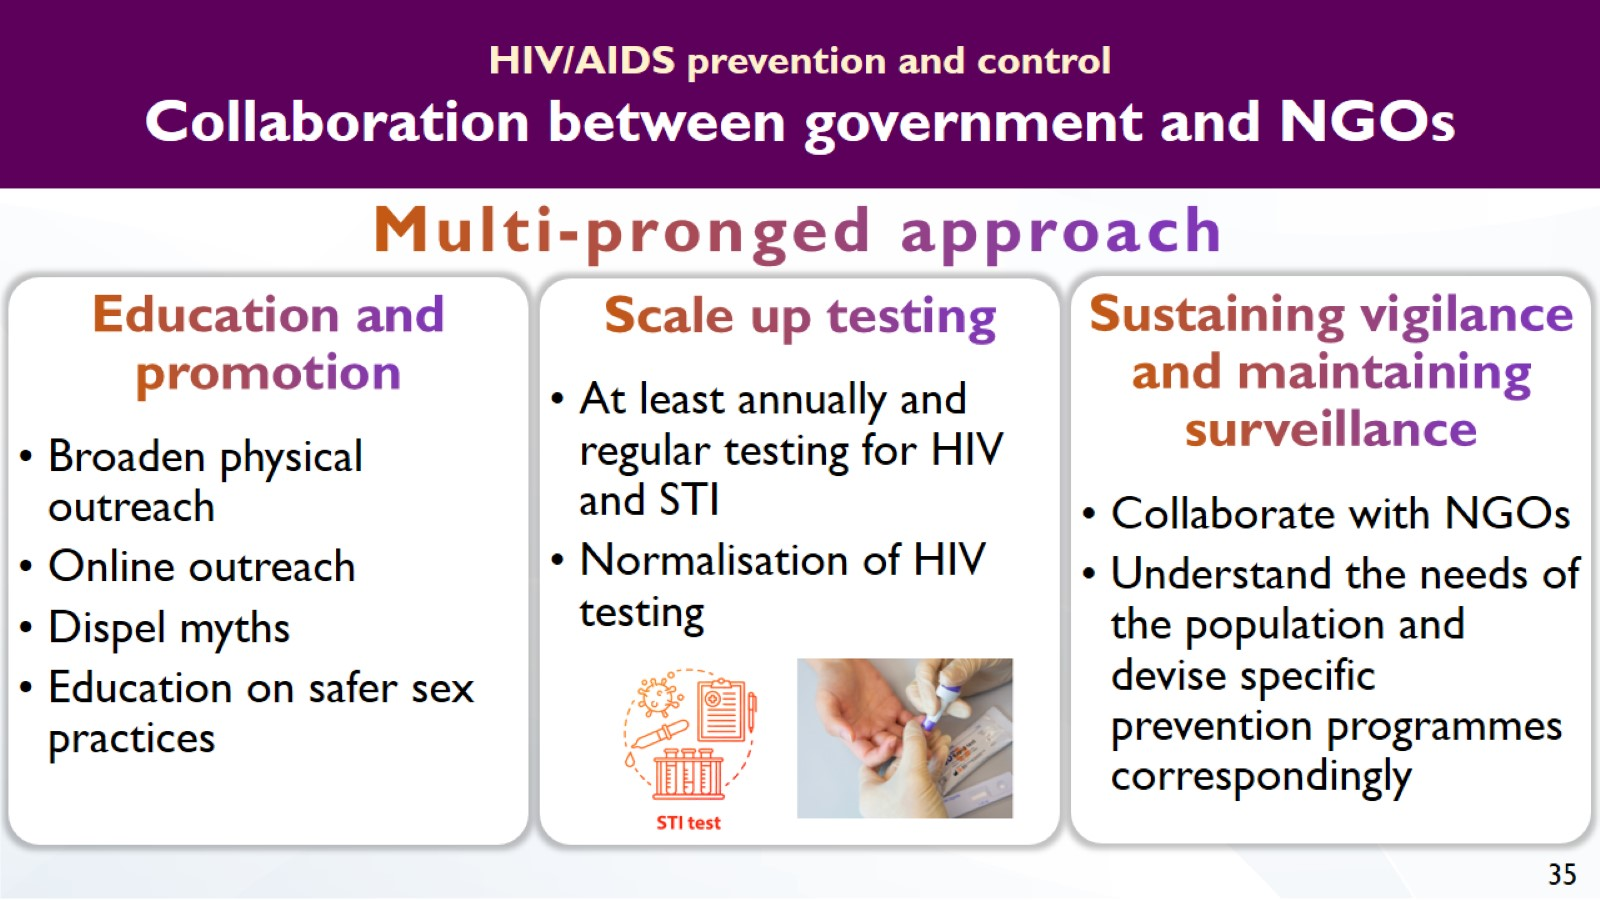 HIV/AIDS prevention and control
Collaboration between government and NGOs
Multi-pronged approach
Education and
promotion
• Broaden physical
outreach
• Online outreach
• Dispel myths
• Education on safer sex
practices
Scale up testing
• At least annually and
regular testing for HIV
and STI
• Normalisation of HIV
testing
STI test
Sustaining vigilance
and maintaining
surveillance
• Collaborate with NGOs
• Understand the needs of
the population and
devise specific
prevention programmes
correspondingly
35